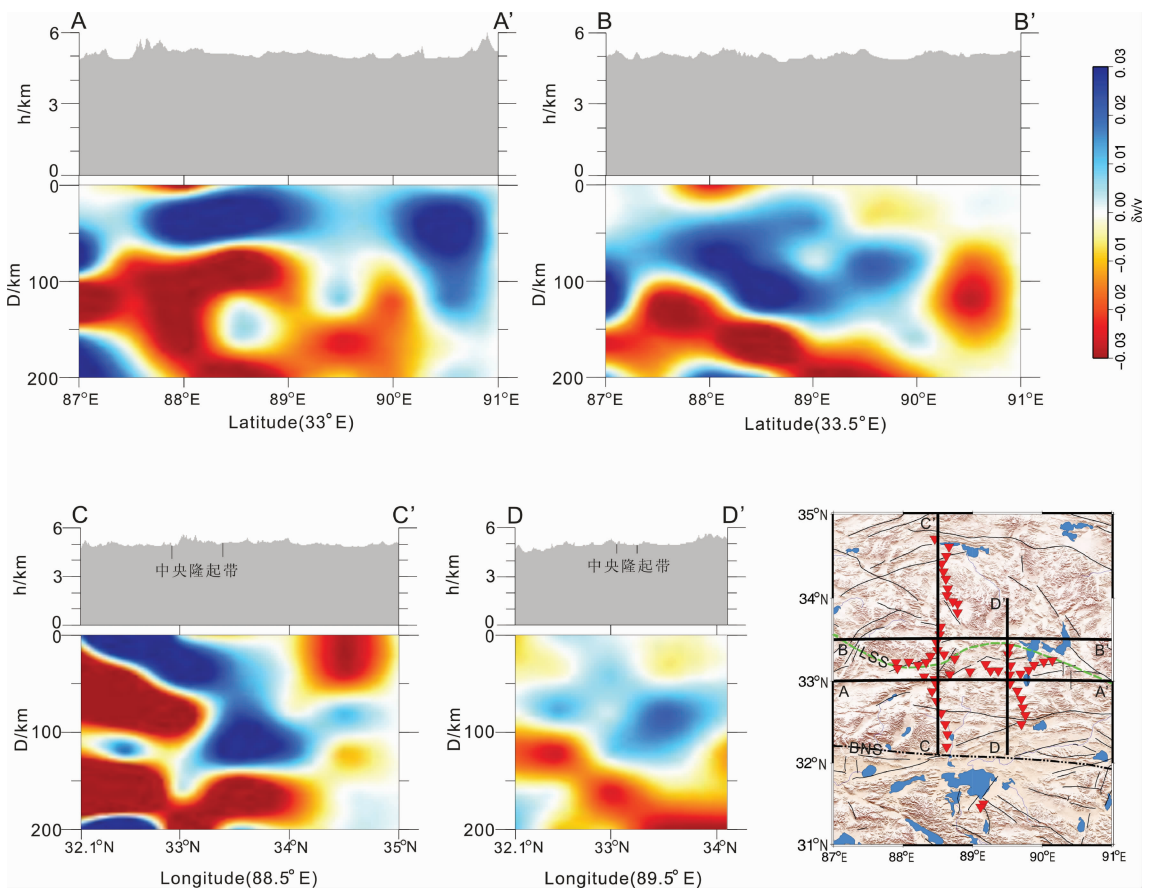 A
A'
B
B'
6
3
0
h/km
6
3
0
h/km
0
100
200
D/km
0
100
200
D/km
87°E
88°E
89°E
90°E
91°E
Latitude(33°E)
87°E
88°E
89°E
90°E
91°E
Latitude(33.5°E)
0.03
0.02
0.01
0.00
-0.01
-0.02
-0.03
δv/v
C
C'
D
D'
6
3
0
h/km
中央隆起带
6
3
0
h/km
中央隆起带
0
100
200
D/km
0
100
200
D/km
32.1°N
33°N
34°N
35°N
Longitude(88.5°E)
32.1°N
33°N
34°N
Longitude(89.5°E)
35°N
34°N
33°N
32°N
31°N
C'
D'
B
LSS
B'
A
A'
BNS
C
D
87°E
88°E
89°E
90°E
91°E